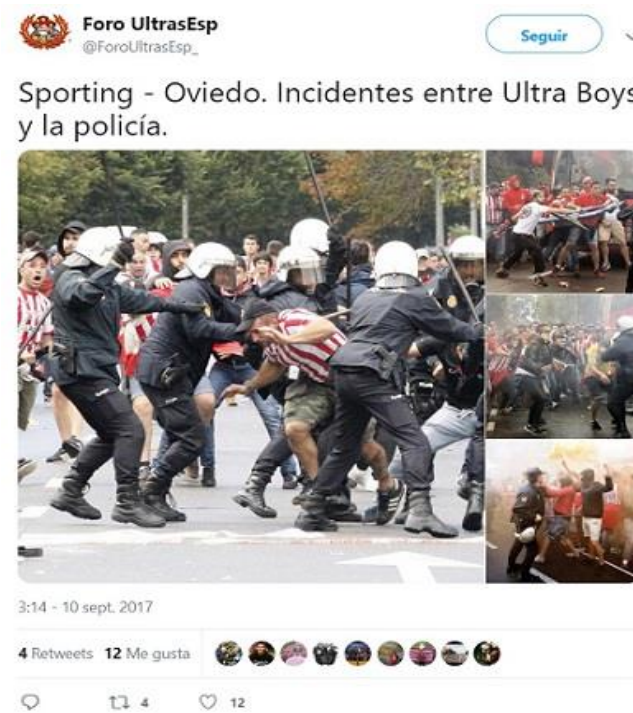 Foro UltrasEsp
@ForoUltrasEsp_
Seguir
Sporting - Oviedo. Incidentes entre Ultra Boys
y la policía.
3:14 - 10 sept. 2017
4 Retweets 12 Me gusta
4 12